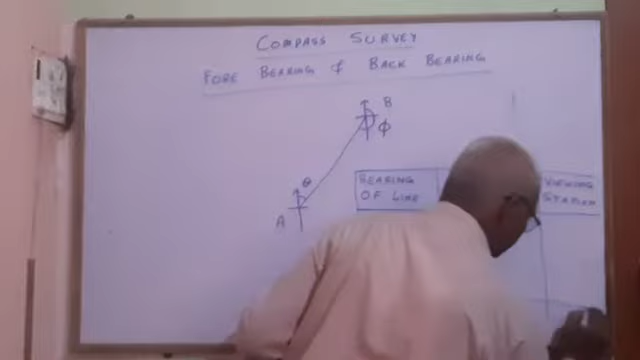 COMPASS SURVEY
FORE BEARING & BACK BEARING
B
ϕ
θ
A
BEARING
OF LINE
VIEWING
STATION